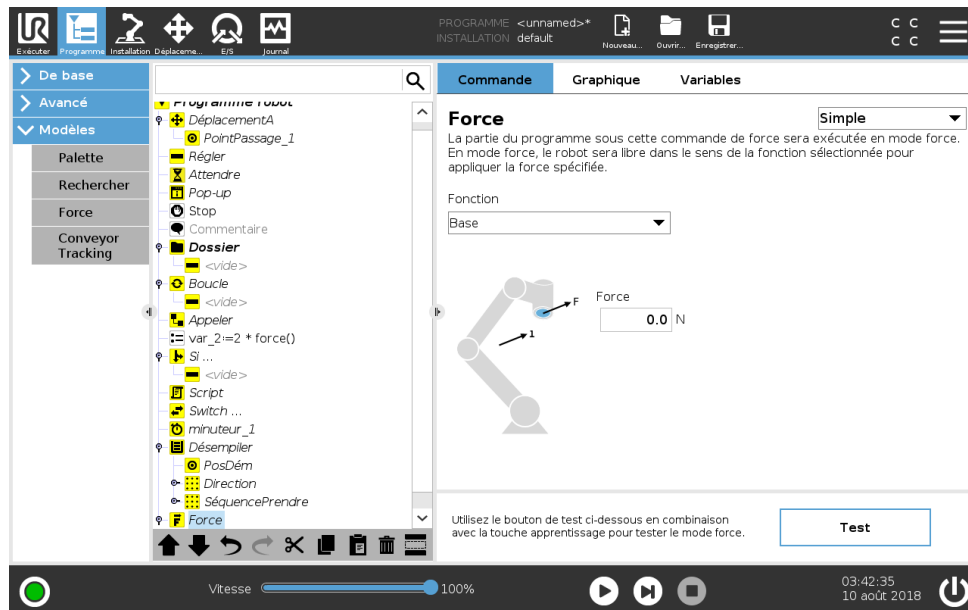 PROGRAMME <unnamed>*
INSTALLATION default
Exécuter
Programme
Installation
Déplaceme...
E/S
Journal
Nouveau...
Ouvrir...
Enregistrer...
C C
C C
De base
Avancé
Modèles
Palette
Rechercher
Force
Conveyor
Tracking
Programme robot
DéplacementA
PointPassage_1
Régler
Attendre
Pop-up
Stop
Commentaire
Dossier
<vide>
Boucle
<vide>
Appeler
var_2:=2 * force()
Si ...
<vide>
Script
Switch ...
minuteur_1
Désempiler
PosDém
Direction
SéquencePrendre
Force
Commande
Graphique
Variables
Force
Simple
La partie du programme sous cette commande de force sera exécutée en mode force.
En mode force, le robot sera libre dans le sens de la fonction sélectionnée pour
appliquer la force spécifiée.
Fonction
Base
F
1
Force
0.0 N
Utilisez le bouton de test ci-dessous en combinaison
avec la touche apprentissage pour tester le mode force.
Test
Vitesse
100%
03:42:35
10 août 2018